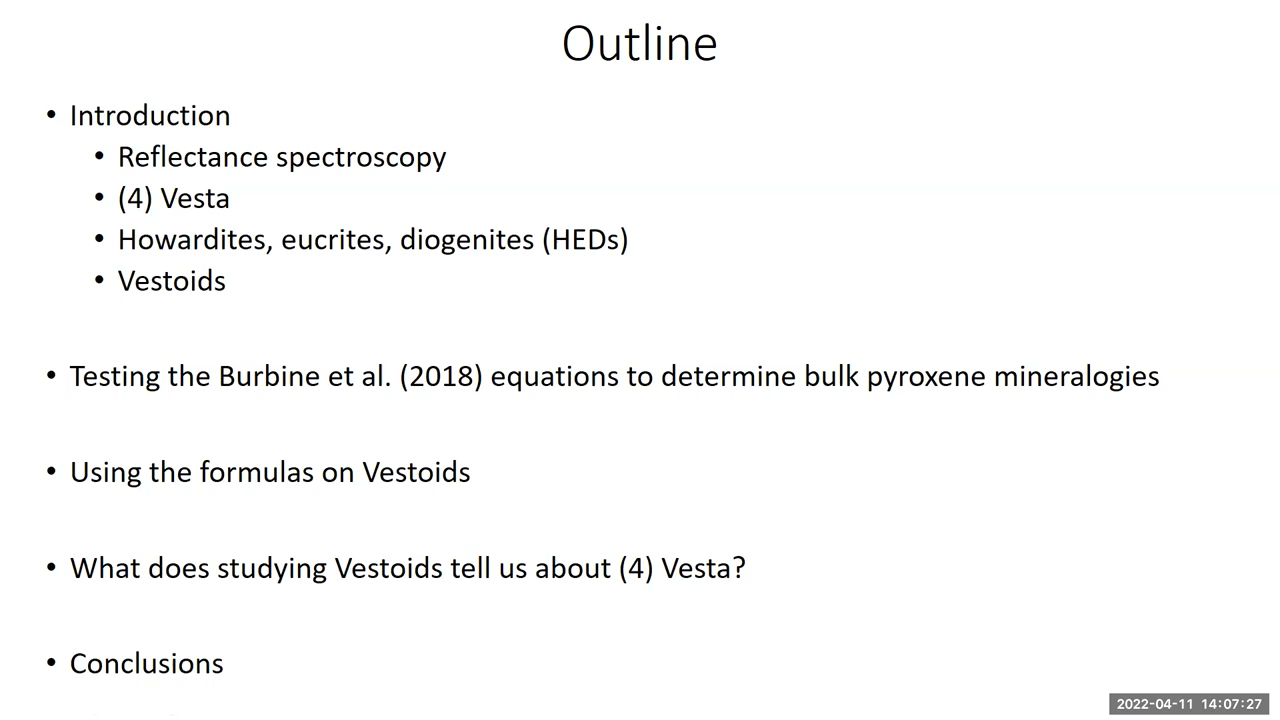 Outline
• Introduction
• Reflectance spectroscopy
• (4) Vesta
• Howardites, eucrites, diogenites (HEDs)
• Vestoids
• Testing the Burbine et al. (2018) equations to determine bulk pyroxene mineralogies
• Using the formulas on Vestoids
• What does studying Vestoids tell us about (4) Vesta?
• Conclusions
2022-04-11 14:07:27